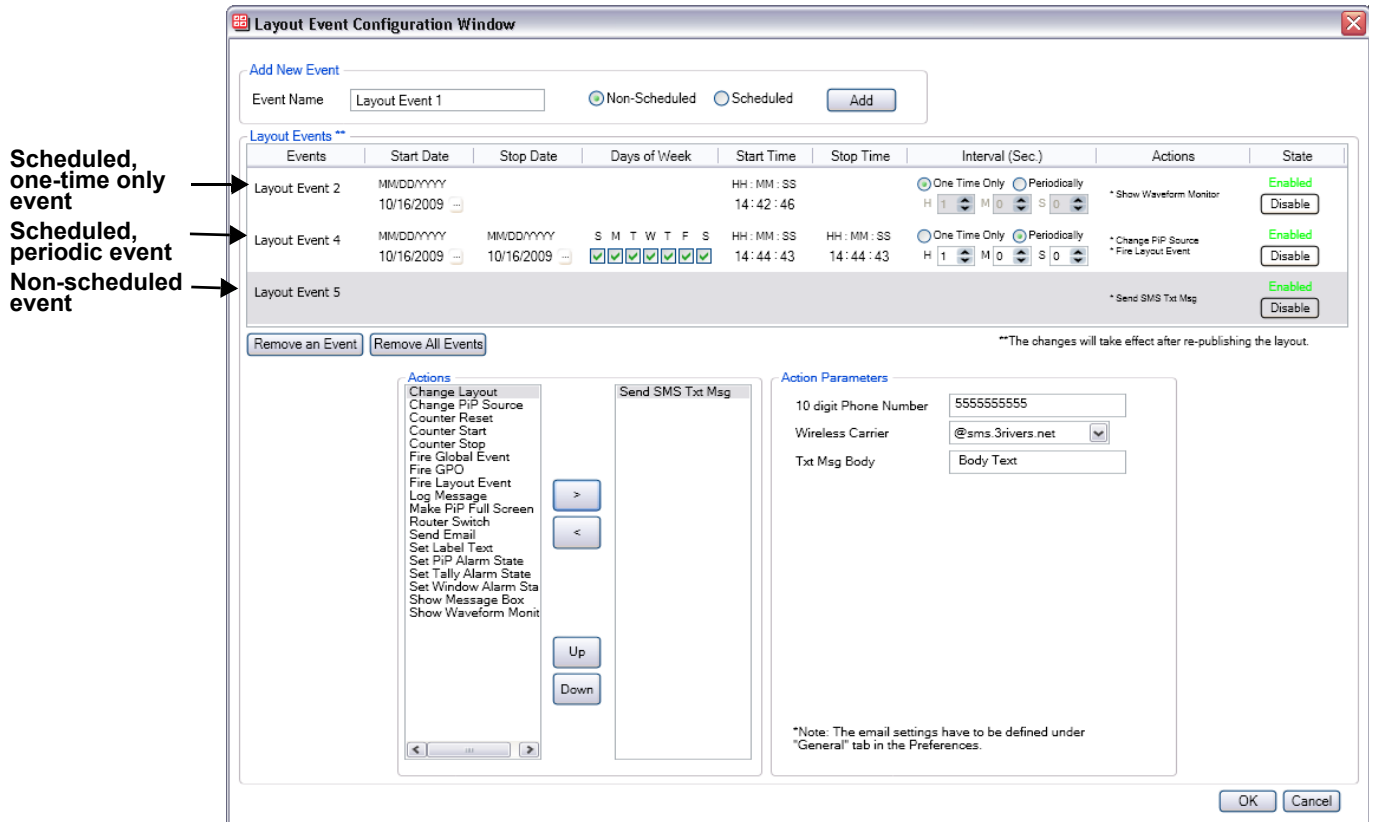 Layout Event Configuration Window
Add New Event
Event Name Layout Event 1 Non-Scheduled Scheduled Add
Layout Events **
Events Start Date Stop Date Days of Week Start Time Stop Time Interval (Sec.) Actions State
Scheduled,
one-time only
event
Layout Event 2 MM/DD/YYYY HH : MM : SS One Time Only Periodically * Show Waveform Monitor Enabled
10/16/2009 ... 14 : 42 : 46 H 1 M 0 S 0 Disable
Scheduled,
periodic event
Layout Event 4 MM/DD/YYYY MM/DD/YYYY S M T W T F S HH : MM : SS HH : MM : SS One Time Only Periodically * Change PiP Source Enabled
10/16/2009 ... 10/16/2009 ... 14 : 44 : 43 14 : 44 : 43 H 1 M 0 S 0 * Fire Layout Event Disable
Non-scheduled
event
Layout Event 5 * Send SMS Txt Msg Enabled
Disable
Remove an Event Remove All Events **The changes will take effect after re-publishing the layout.
Actions
Change Layout
Change PiP Source
Counter Reset
Counter Start
Counter Stop
Fire Global Event
Fire GPO
Fire Layout Event
Log Message
Make PiP Full Screen
Router Switch
Send Email
Set Label Text
Set PiP Alarm State
Set Tally Alarm State
Set Window Alarm Sta
Show Message Box
Show Waveform Monit
>
<
Up
Down
Send SMS Txt Msg
Action Parameters
10 digit Phone Number 5555555555
Wireless Carrier @sms.3rivers.net
Txt Msg Body Body Text
*Note: The email settings have to be defined under
"General" tab in the Preferences.
OK Cancel